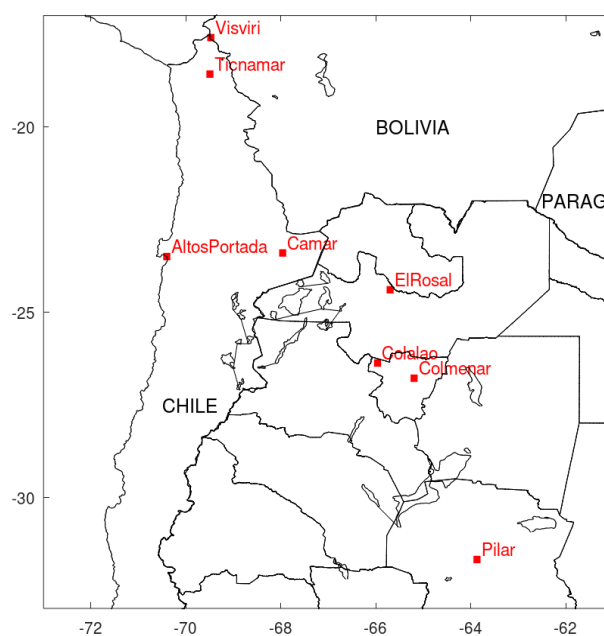 Visviri
Ticnamar
-20
BOLIVIA
PARAG
AltosPortada
Camar
ElRosal
-25
Colalao
Colmenar
CHILE
-30
Pilar
-72
-70
-68
-66
-65
-64
-62